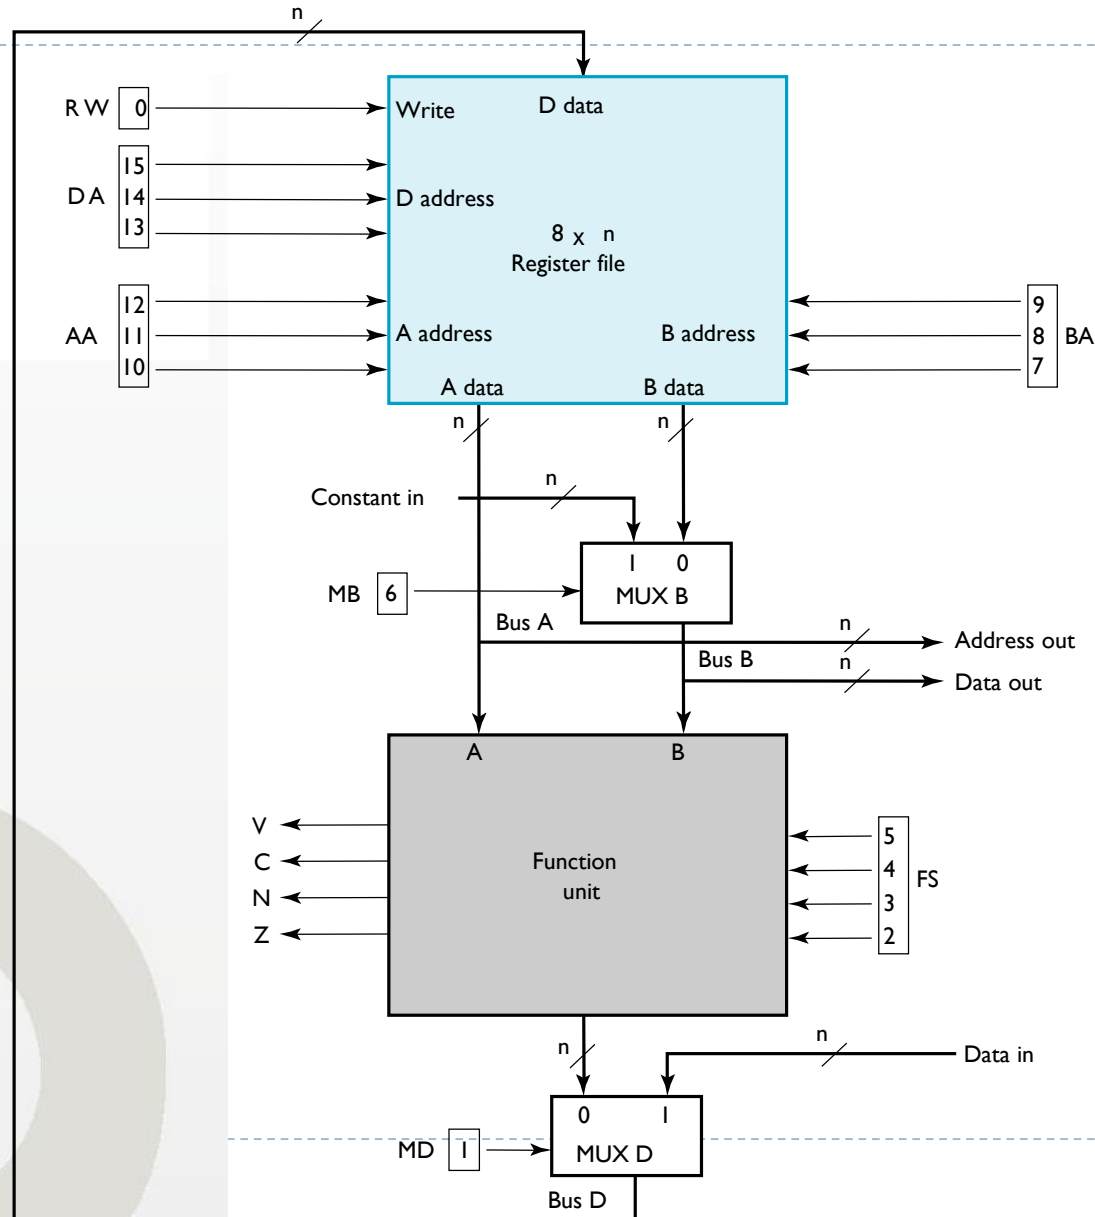 n
RW 0
Write
D data
15
DA 14
D address
13
8 x n
Register file
12
9
AA 11
A address
B address
8 BA
10
7
A data
B data
n
n
n
Constant in
1 0
MB 6
MUX B
Bus A
n
Address out
Bus B
n
Data out
A
B
V
5
C
Function
4
FS
N
unit
3
Z
2
n
n
Data in
0 1
MD 1
MUX D
Bus D